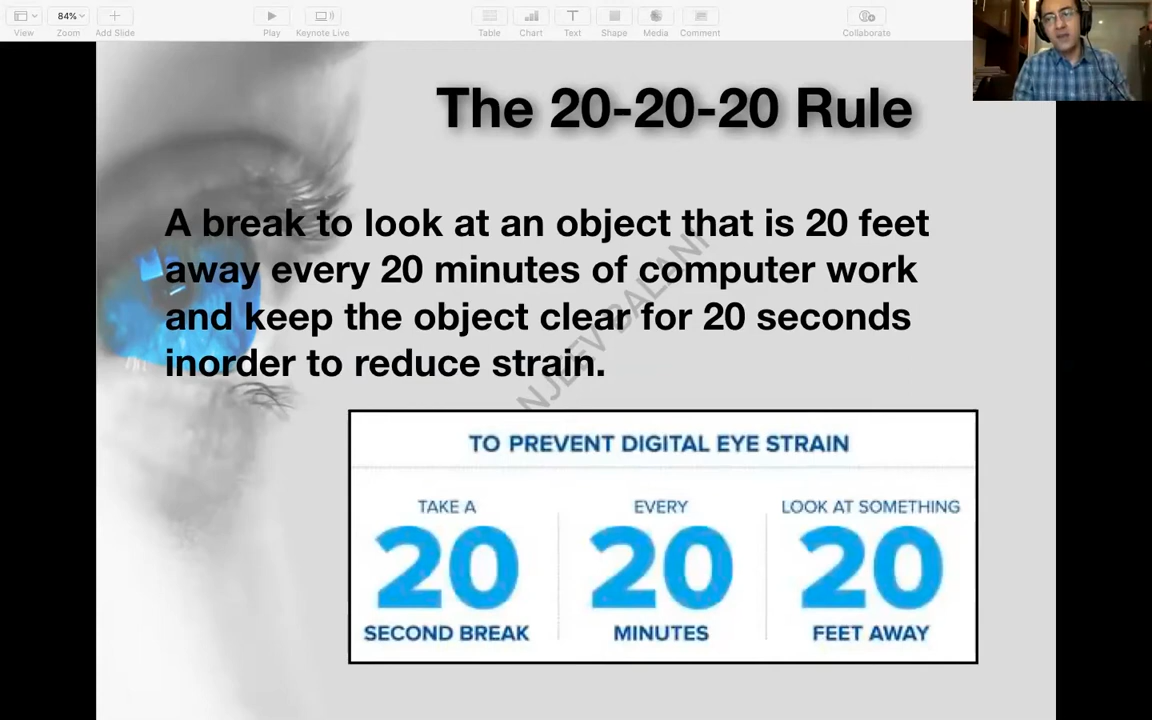 View
84%
Zoom
Add Slide
Play
Keynote Live
Table
Chart
Text
Shape
Media
Comment
Collaborate
The 20-20-20 Rule
A break to look at an object that is 20 feet
away every 20 minutes of computer work
and keep the object clear for 20 seconds
inorder to reduce strain.
NJEEV BALANI
TO PREVENT DIGITAL EYE STRAIN
TAKE A
20
SECOND BREAK
EVERY
20
MINUTES
LOOK AT SOMETHING
20
FEET AWAY